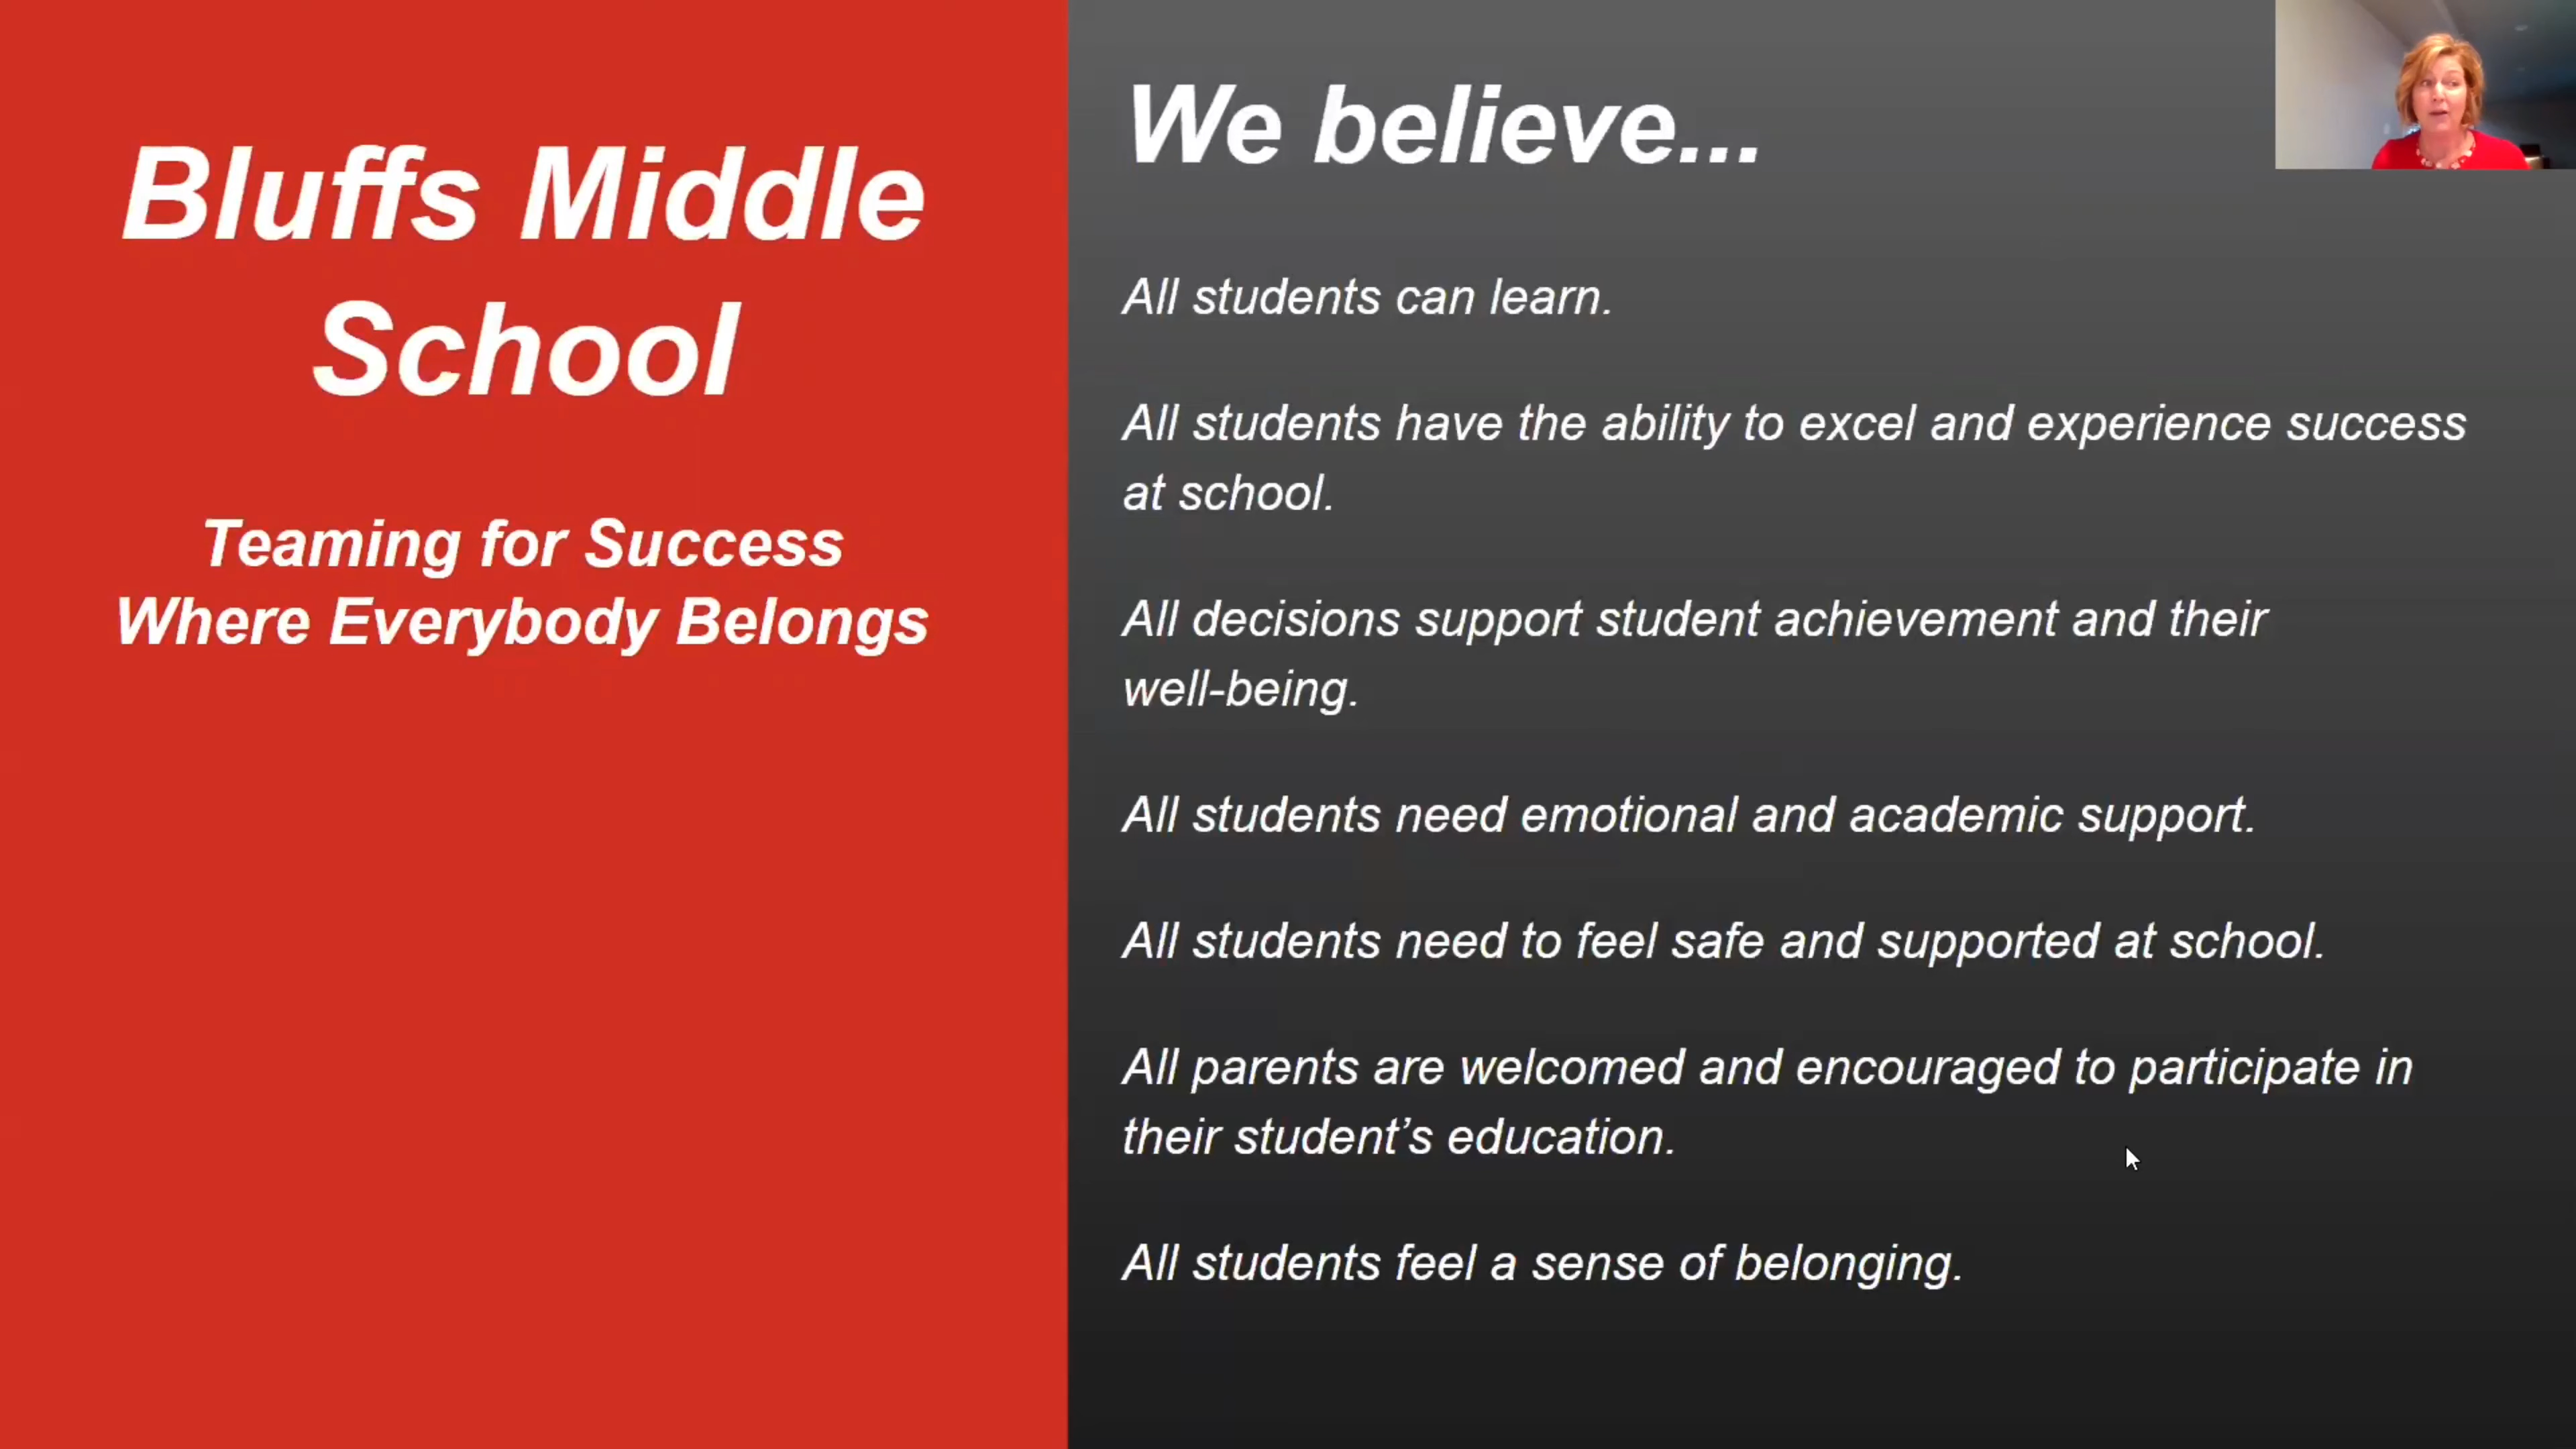 Bluffs Middle
School
Teaming for Success
Where Everybody Belongs
We believe...
All students can learn.
All students have the ability to excel and experience success
at school.
All decisions support student achievement and their
well-being.
All students need emotional and academic support.
All students need to feel safe and supported at school.
All parents are welcomed and encouraged to participate in
their student’s education.
All students feel a sense of belonging.